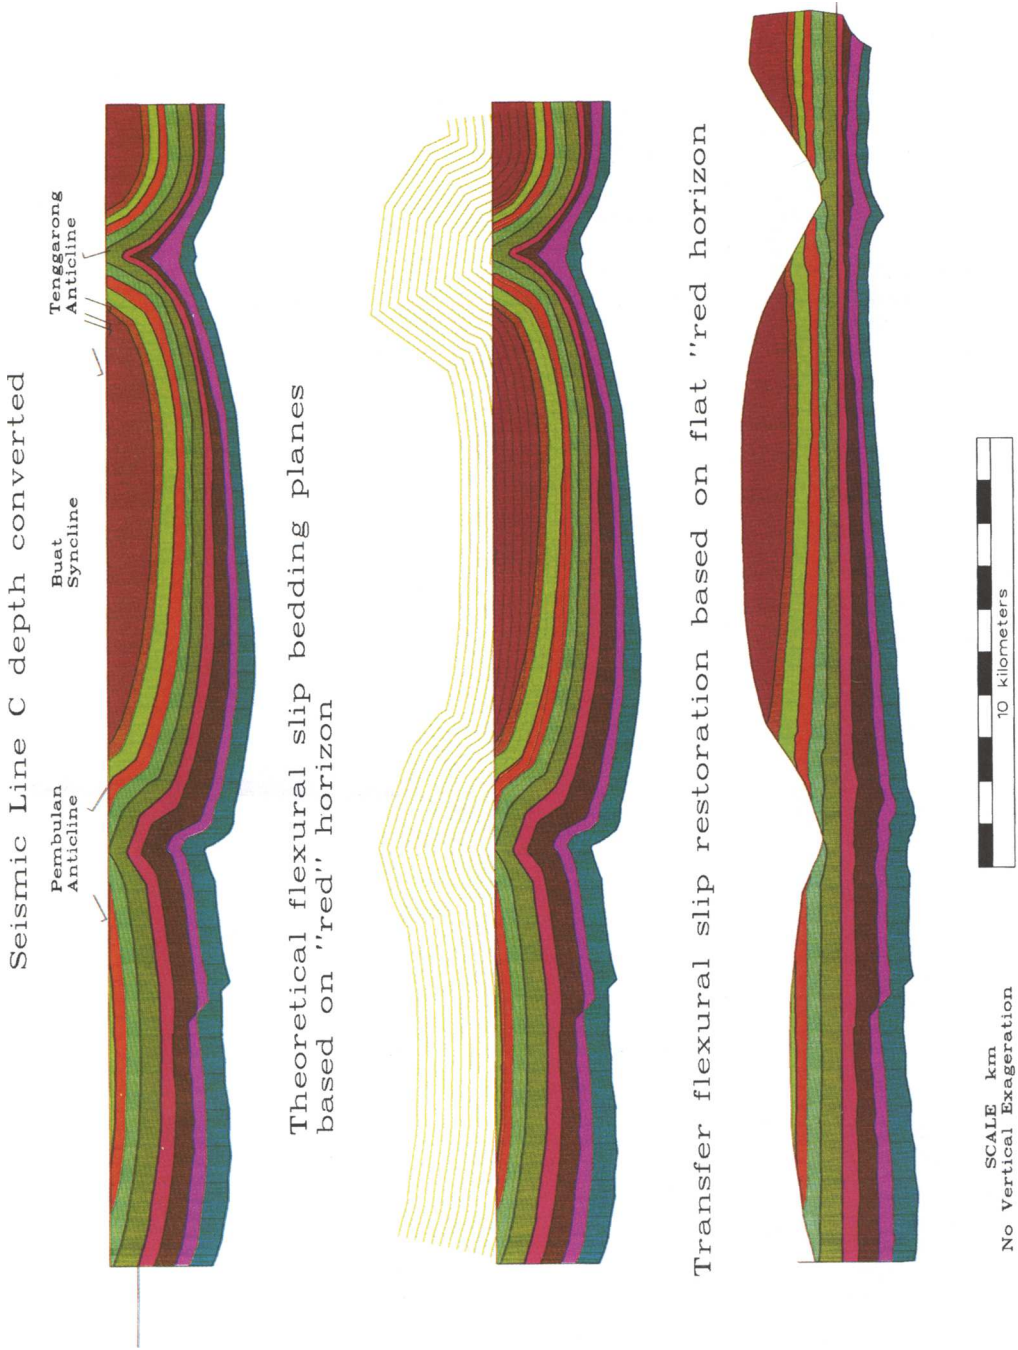 Seismic Line C depth converted
Pembulan
Anticline
Buat
Syncline
Tenggarong
Anticline
Theoretical flexural slip bedding planes
based on "red" horizon
Transfer flexural slip restoration based on flat "red horizon
10 kilometers
SCALE km
No Vertical Exageration